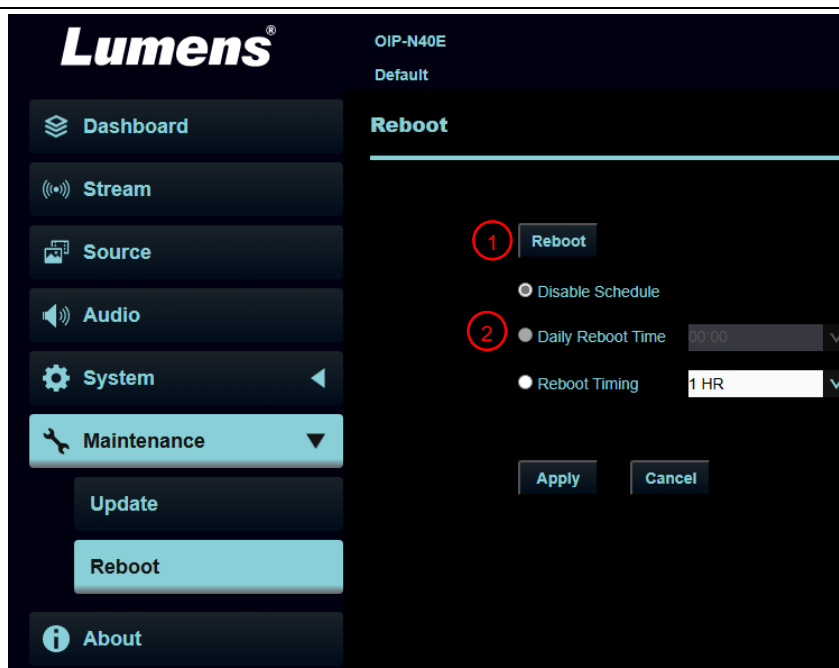 Lumens®
OIP-N40E
Default
Dashboard
Stream
Source
Audio
System
Maintenance
Update
Reboot
About
Reboot
1 Reboot
Disable Schedule
2 Daily Reboot Time 00:00
Reboot Timing 1 HR
Apply Cancel